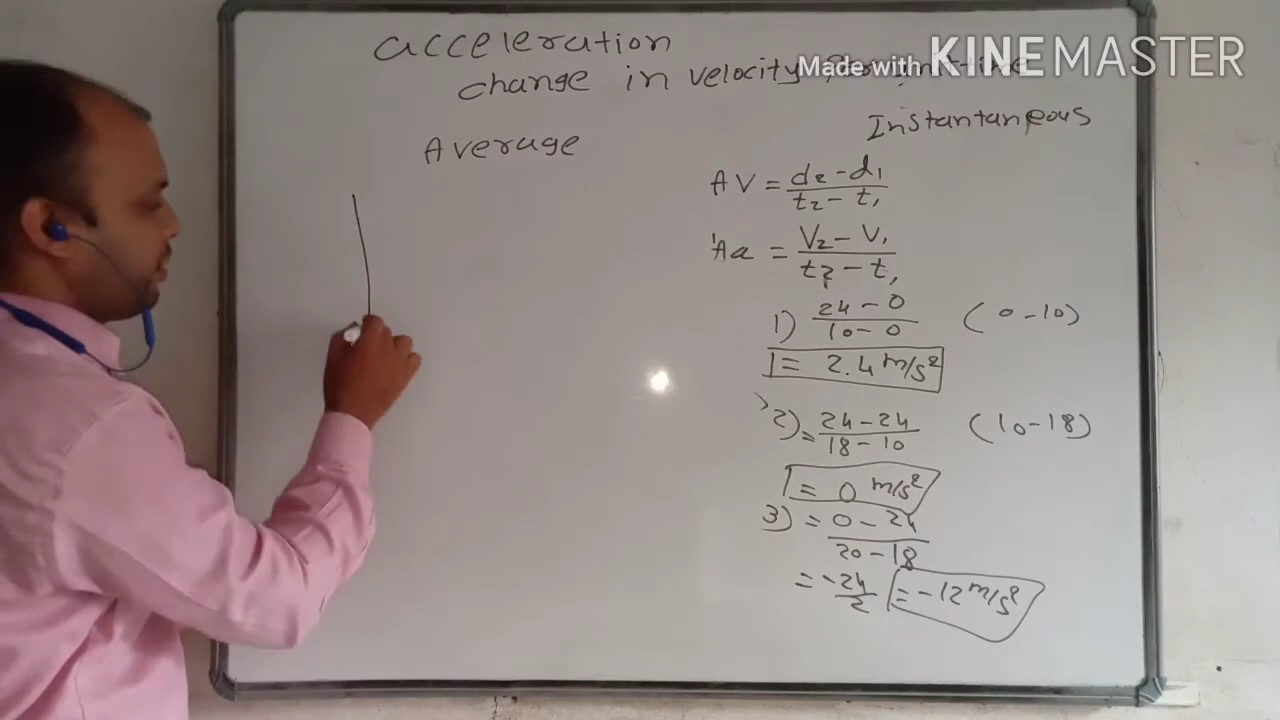 acceleration
change in velocity
Made with KINEMASTER
Average
Instantaneous
AV = d2 - d1 / t2 - t1
Aa = V2 - V1 / t2 - t1
1) 24 - 0 / 10 - 0 (0 - 10)
= 2.4 m/s²
2) = 24 - 24 / 18 - 10 (10 - 18)
= 0 m/s²
3) = 0 - 24 / 20 - 18
= -24 / 2 = -12 m/s²